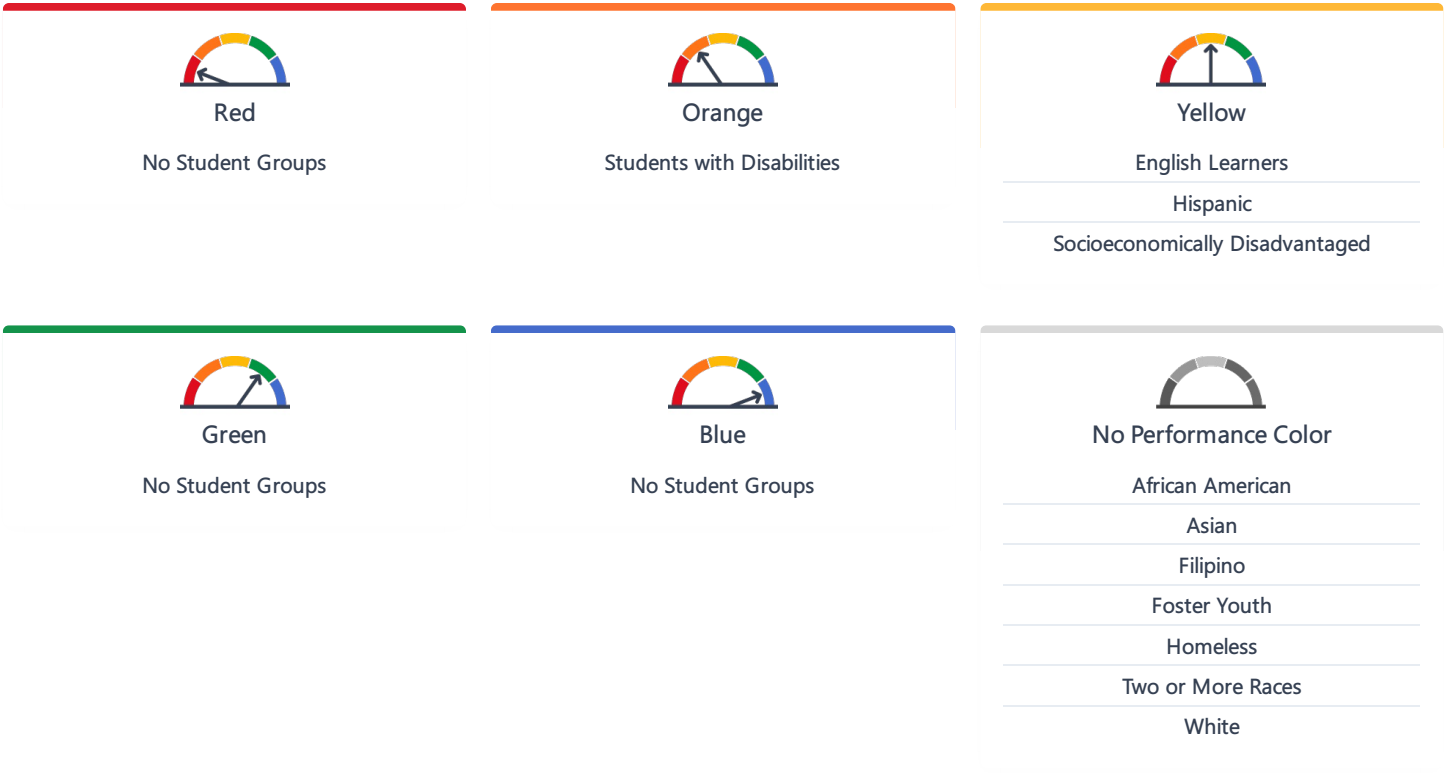 Red
No Student Groups
Orange
Students with Disabilities
Yellow
English Learners
Hispanic
Socioeconomically Disadvantaged
Green
No Student Groups
Blue
No Student Groups
No Performance Color
African American
Asian
Filipino
Foster Youth
Homeless
Two or More Races
White